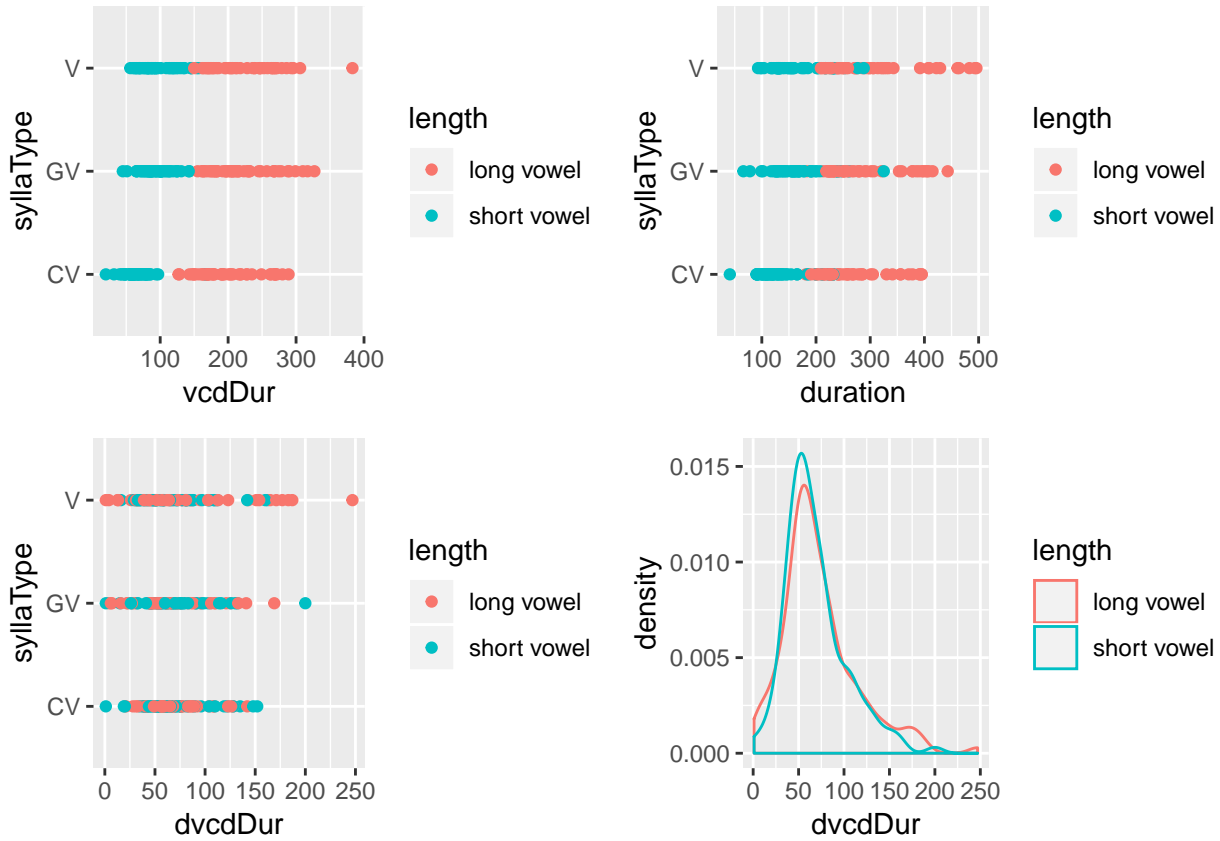 V
GV
CV
syllaType
100 200 300 400
vcdDur
length
long vowel
short vowel
V
GV
CV
syllaType
100 200 300 400 500
duration
length
long vowel
short vowel
V
GV
CV
syllaType
0 50 100 150 200 250
dvcdDur
length
long vowel
short vowel
0.015
0.010
0.005
0.000
density
0 50 100 150 200 250
dvcdDur
length
long vowel
short vowel